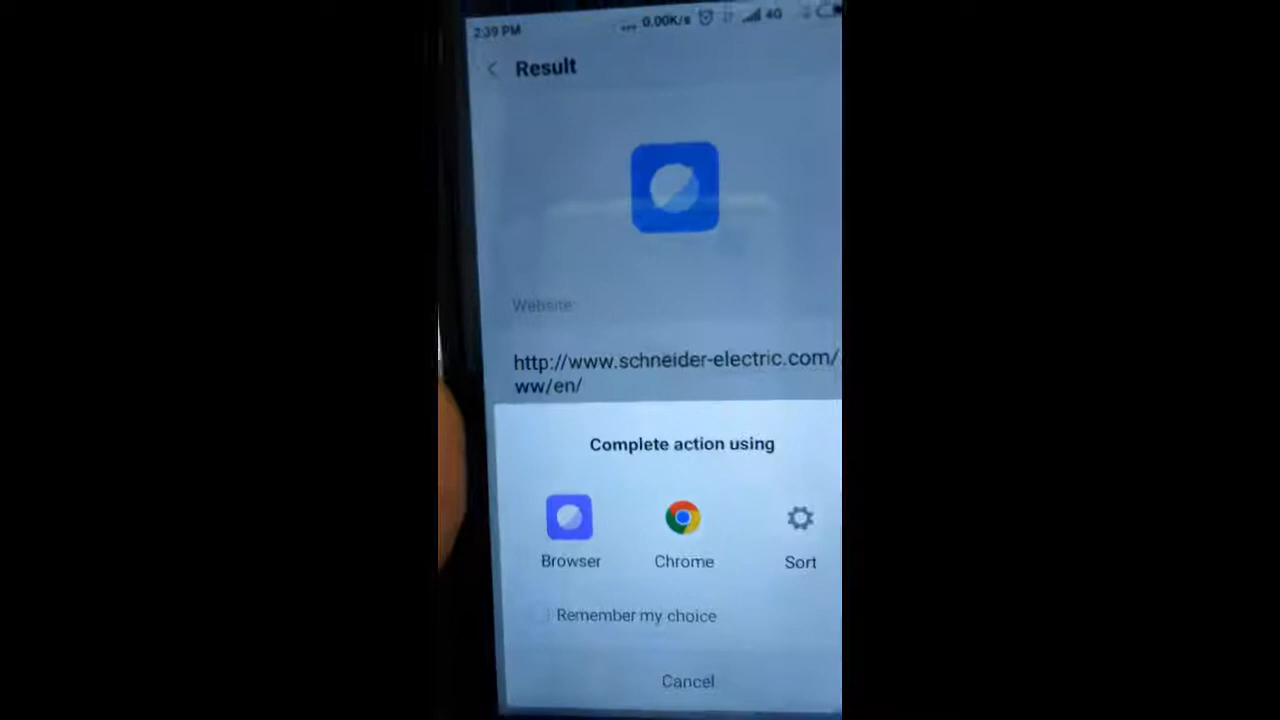 2:39 PM ... 0.00K/s 4G
Result
Website
http://www.schneider-electric.com/
ww/en/
Complete action using
Browser Chrome Sort
Remember my choice
Cancel